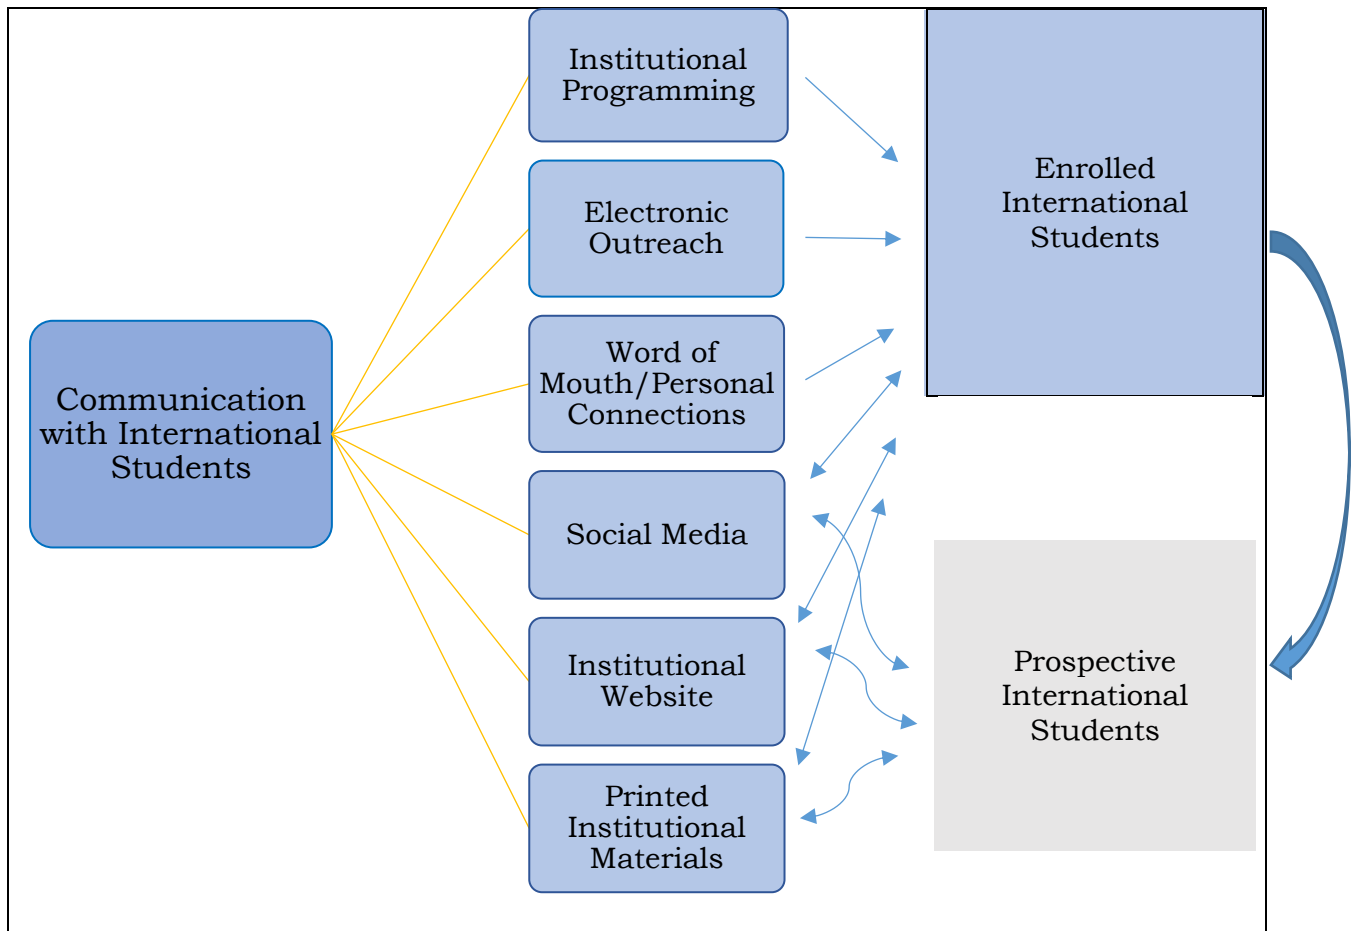 Communication
with International
Students
Institutional
Programming
Electronic
Outreach
Word of
Mouth/Personal
Connections
Social Media
Institutional
Website
Printed
Institutional
Materials
Enrolled
International
Students
Prospective
International
Students